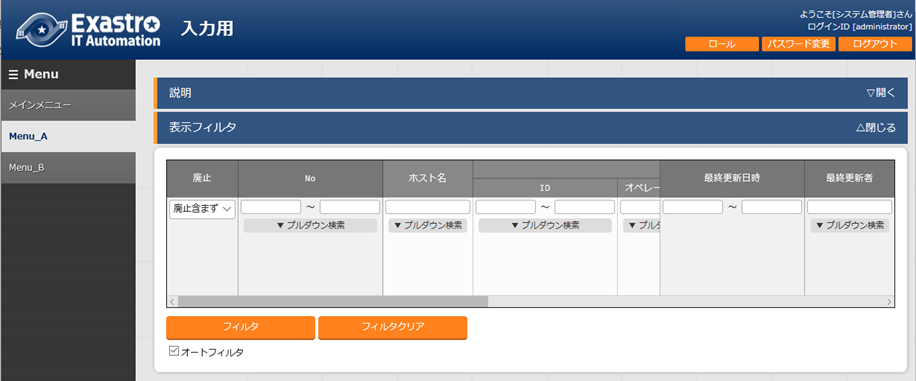 Exastro
IT Automation
入力用
ようこそ[システム管理者]さん
ログインID [administrator]
ロール
パスワード変更
ログアウト
☰ Menu
メインメニュー
Menu_A
Menu_B
説明
▽開く
表示フィルタ
△閉じる
廃止
No
ホスト名
ID
オペレー
最終更新日時
最終更新者
廃止含まず
～
～
～
▼ プルダウン検索
▼ プルダウン検索
▼ プルダウン検索
▼ プルダ
▼ プルダウン検索
フィルタ
フィルタクリア
オートフィルタ